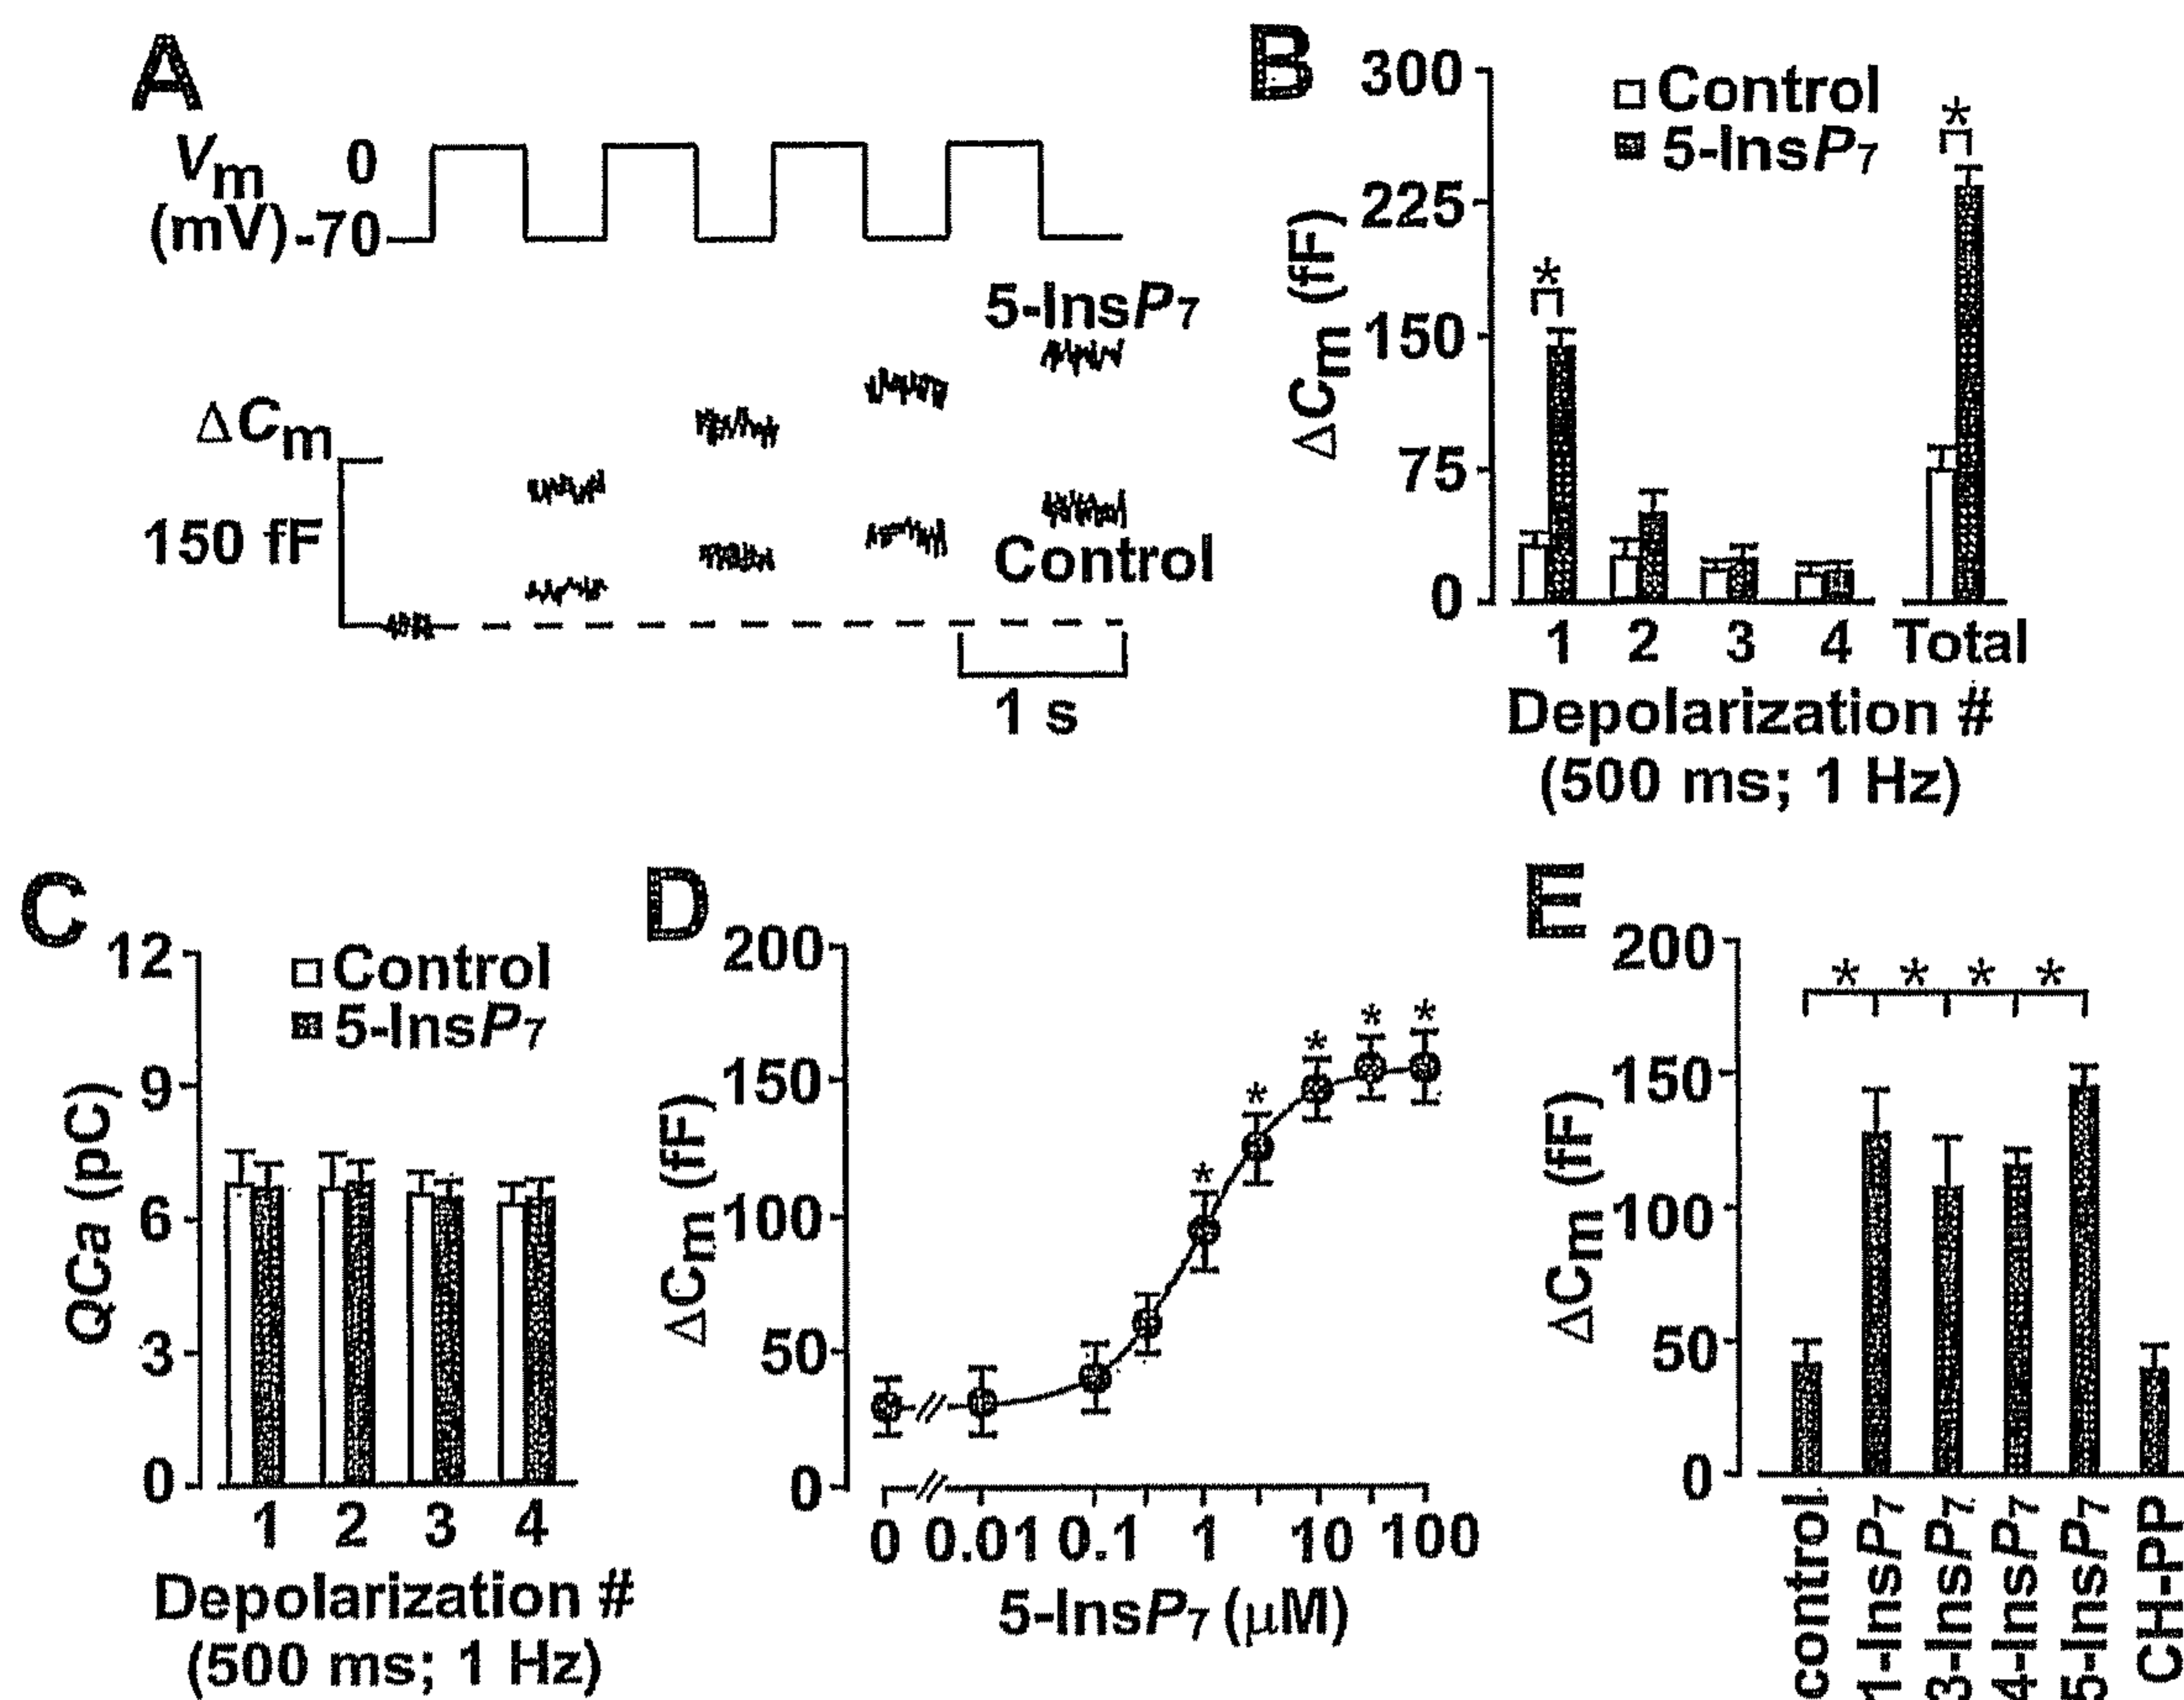 A
Vm (mV)
0
-70
5-InsP7
ΔCm
150 fF
Control
1 s
B
300
225
150
75
0
ΔCm (fF)
Control
5-InsP7
*
*
1 2 3 4 Total
Depolarization #
(500 ms; 1 Hz)
C
12
9
6
3
0
QCa (pC)
Control
5-InsP7
1 2 3 4
Depolarization #
(500 ms; 1 Hz)
D
200
150
100
50
0
ΔCm (fF)
* * * * *
0 0.01 0.1 1 10 100
5-InsP7 (μM)
E
200
150
100
50
0
ΔCm (fF)
* * * *
control
1-InsP7
3-InsP7
4-InsP7
5-InsP7
CH-PP